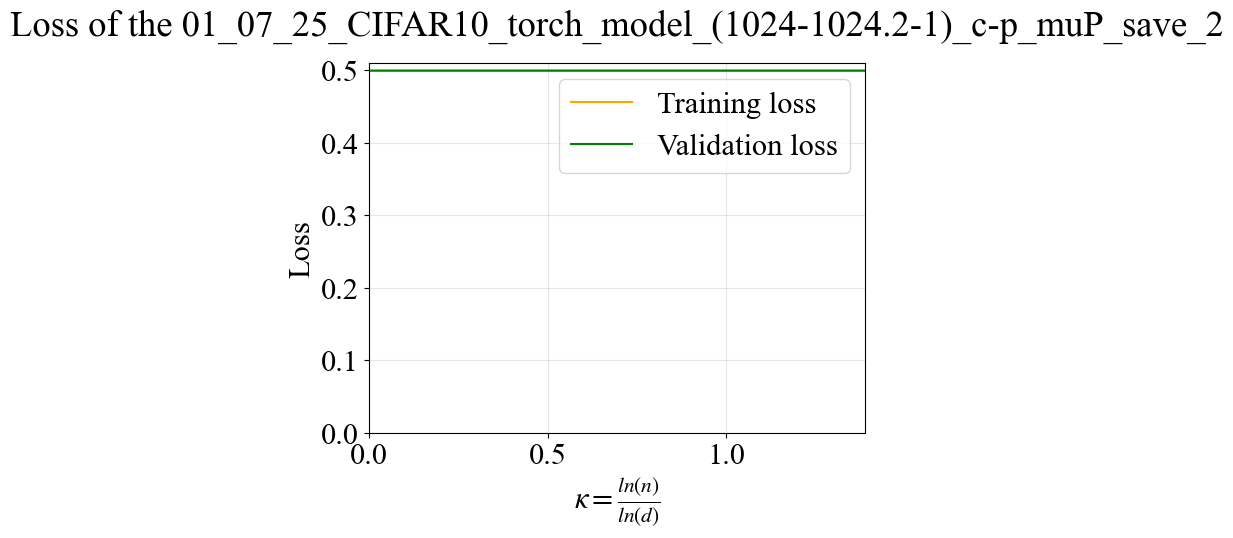 Loss of the 01_07_25_CIFAR10_torch_model_(1024-1024.2-1)_c-p_muP_save_2
0.5
0.4
0.3
0.2
0.1
0.0
Loss
Training loss
Validation loss
0.0 0.5 1.0
κ = ln(n)/ln(d)